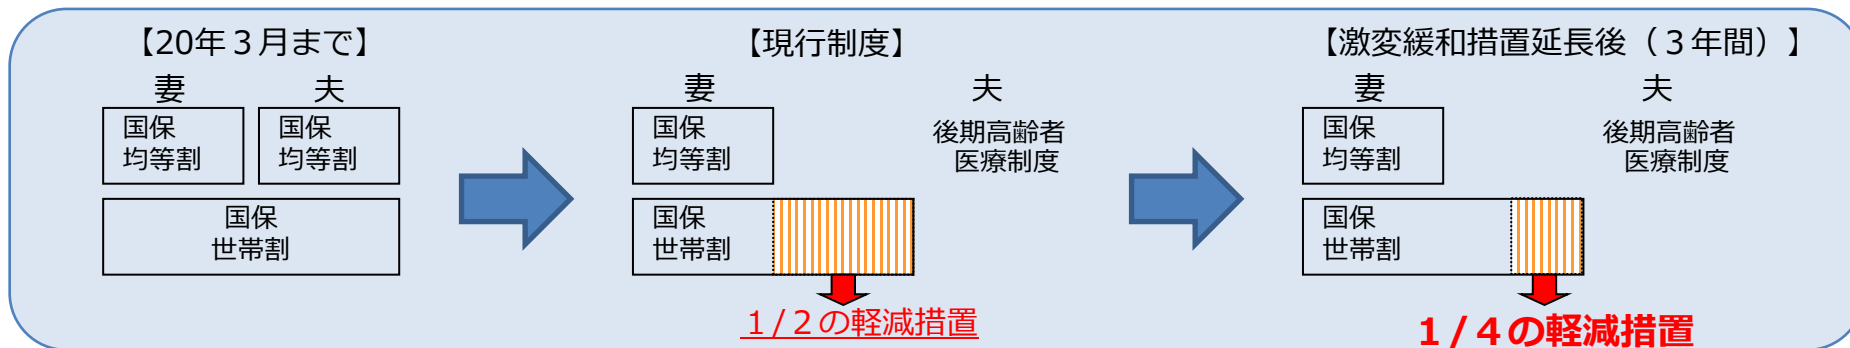 【20年３月まで】
妻 夫
国保
均等割
国保
均等割
国保
世帯割
【現行制度】
妻 夫
国保
均等割
後期高齢者
医療制度
国保
世帯割
１/２の軽減措置
【激変緩和措置延長後（３年間）】
妻 夫
国保
均等割
後期高齢者
医療制度
国保
世帯割
１/４の軽減措置